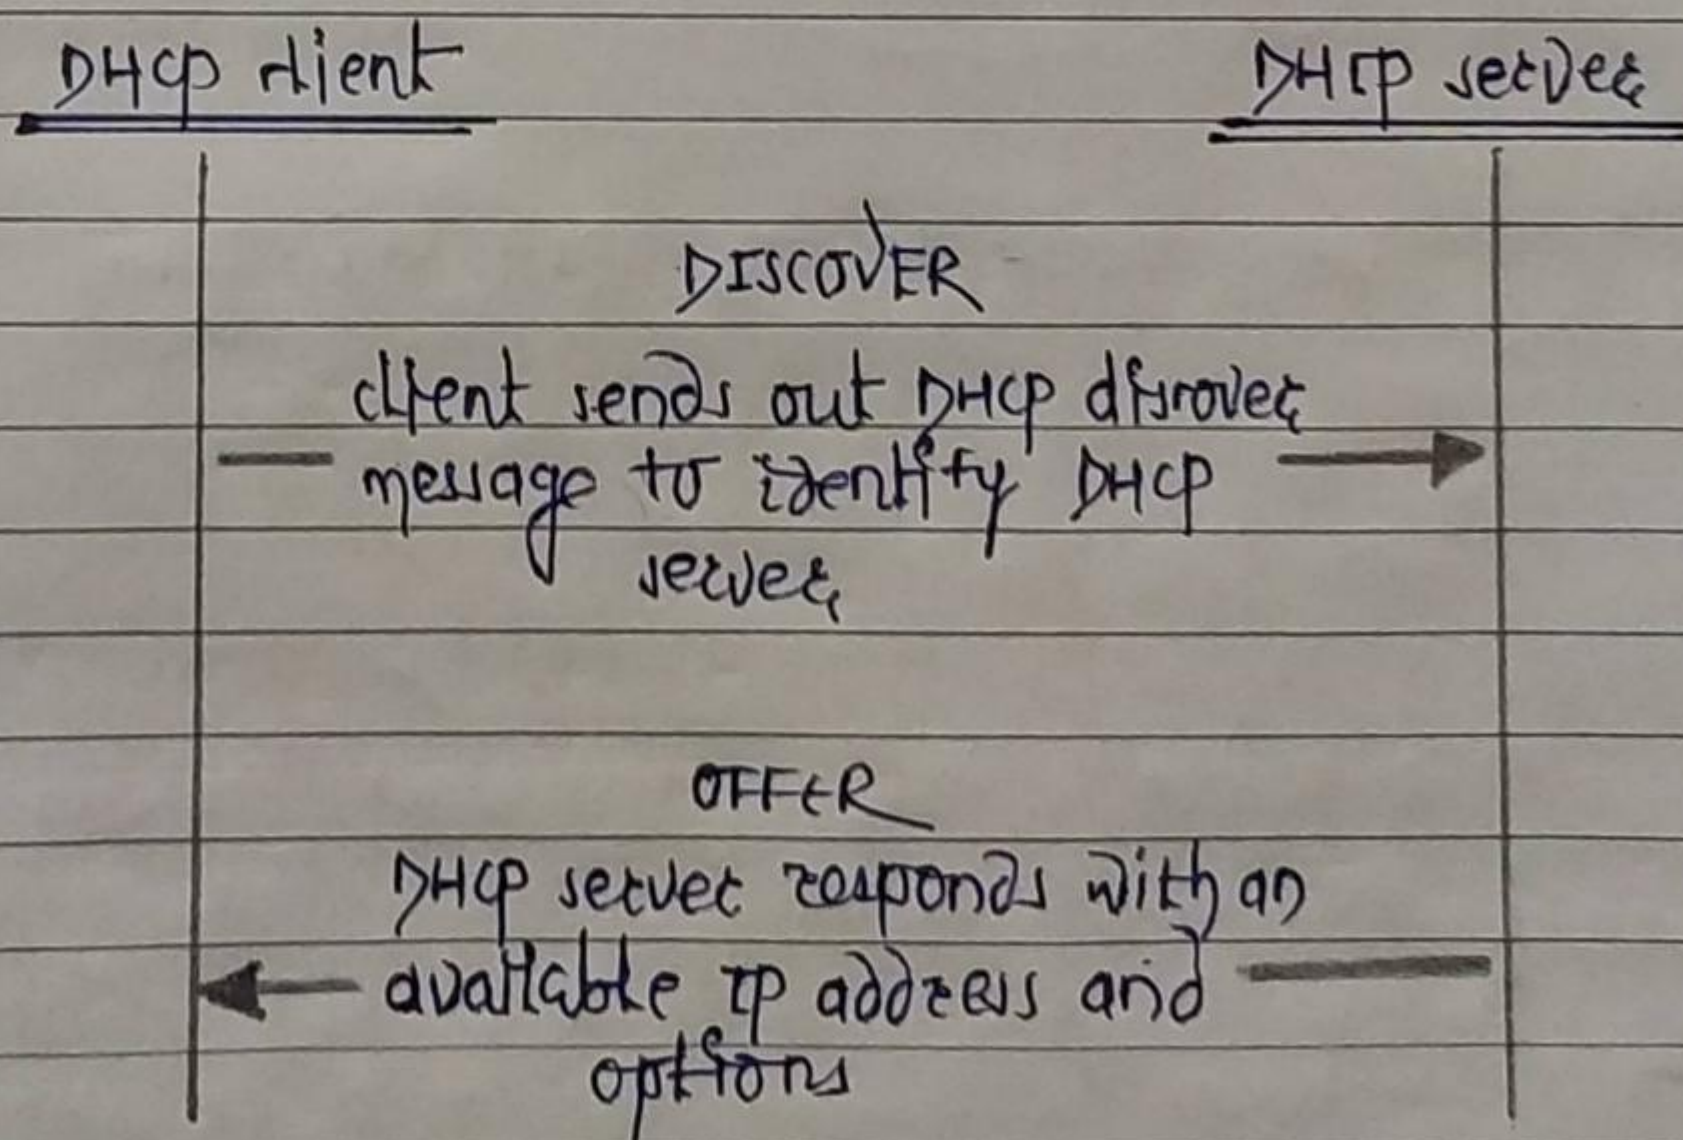 DHCP client
DHCP server
DISCOVER
client sends out DHCP discover
message to identify DHCP
server
OFFER
DHCP server responds with an
available IP address and
options